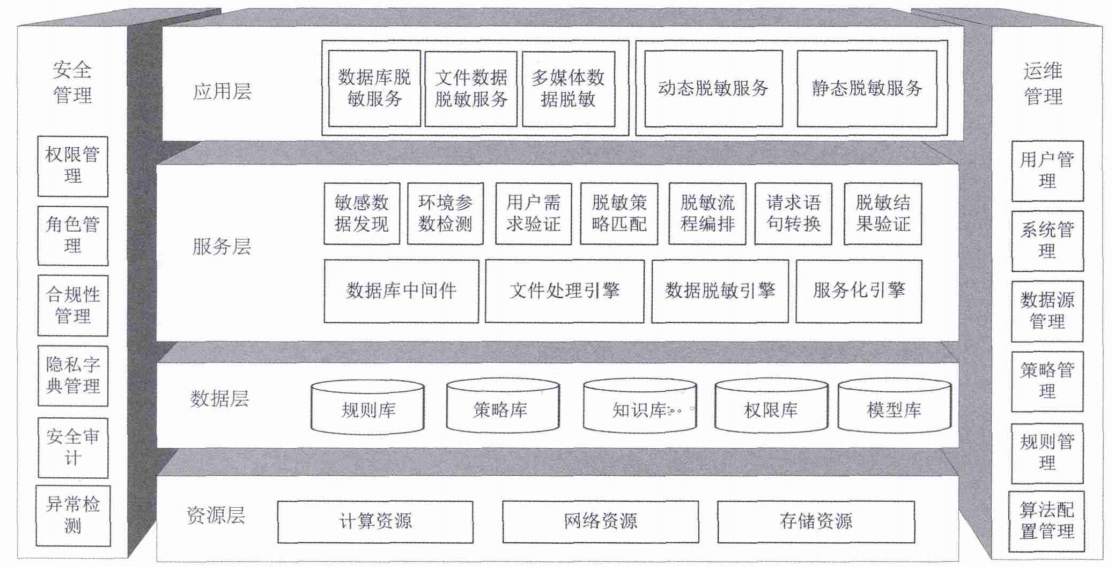 安全
管理
权限管
理
角色管
理
合规性
管理
隐私字
典管理
安全审
计
异常检
测
应用层
数据库脱
敏服务
文件数据
脱敏服务
多媒体数
据脱敏
动态脱敏服务
静态脱敏服务
服务层
敏感数
据发现
环境参
数检测
用户需
求验证
脱敏策
略匹配
脱敏流
程编排
请求语
句转换
脱敏结
果验证
数据库中间件
文件处理引擎
数据脱敏引擎
服务化引擎
数据层
规则库
策略库
知识库
权限库
模型库
资源层
计算资源
网络资源
存储资源
运维
管理
用户管
理
系统管
理
数据源
管理
策略管
理
规则管
理
算法配
置管理